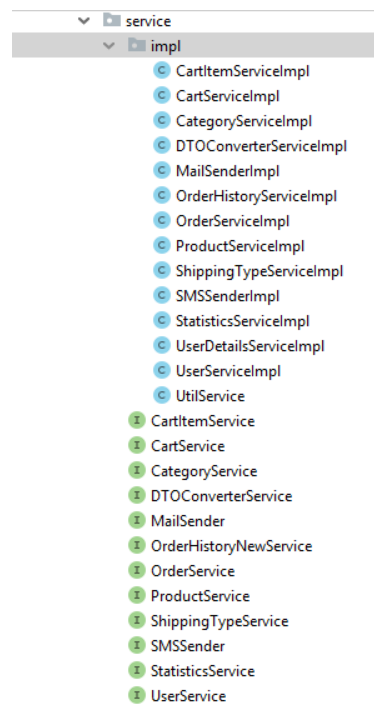 service
impl
C CartItemServiceImpl
C CartServiceImpl
C CategoryServiceImpl
C DTOConverterServiceImpl
C MailSenderImpl
C OrderHistoryServiceImpl
C OrderServiceImpl
C ProductServiceImpl
C ShippingTypeServiceImpl
C SMSSenderImpl
C StatisticsServiceImpl
C UserDetailsServiceImpl
C UserServiceImpl
C UtilService
I CartItemService
I CartService
I CategoryService
I DTOConverterService
I MailSender
I OrderHistoryNewService
I OrderService
I ProductService
I ShippingTypeService
I SMSSender
I StatisticsService
I UserService